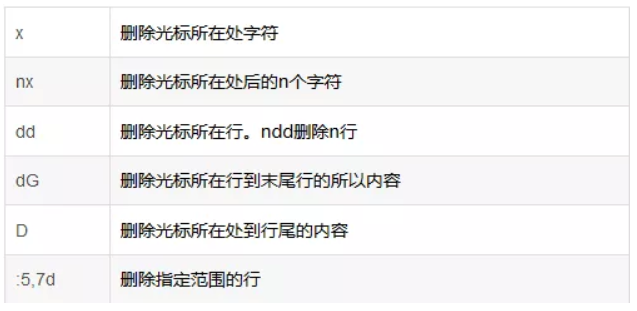 x 删除光标所在处字符
nx 删除光标所在处后的n个字符
dd 删除光标所在行。ndd删除n行
dG 删除光标所在行到末尾行的所以内容
D 删除光标所在处到行尾的内容
:5,7d 删除指定范围的行